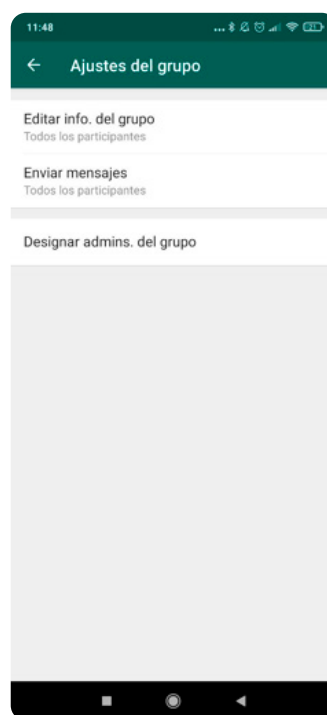 11:48
Ajustes del grupo
Editar info. del grupo
Todos los participantes
Enviar mensajes
Todos los participantes
Designar admins. del grupo